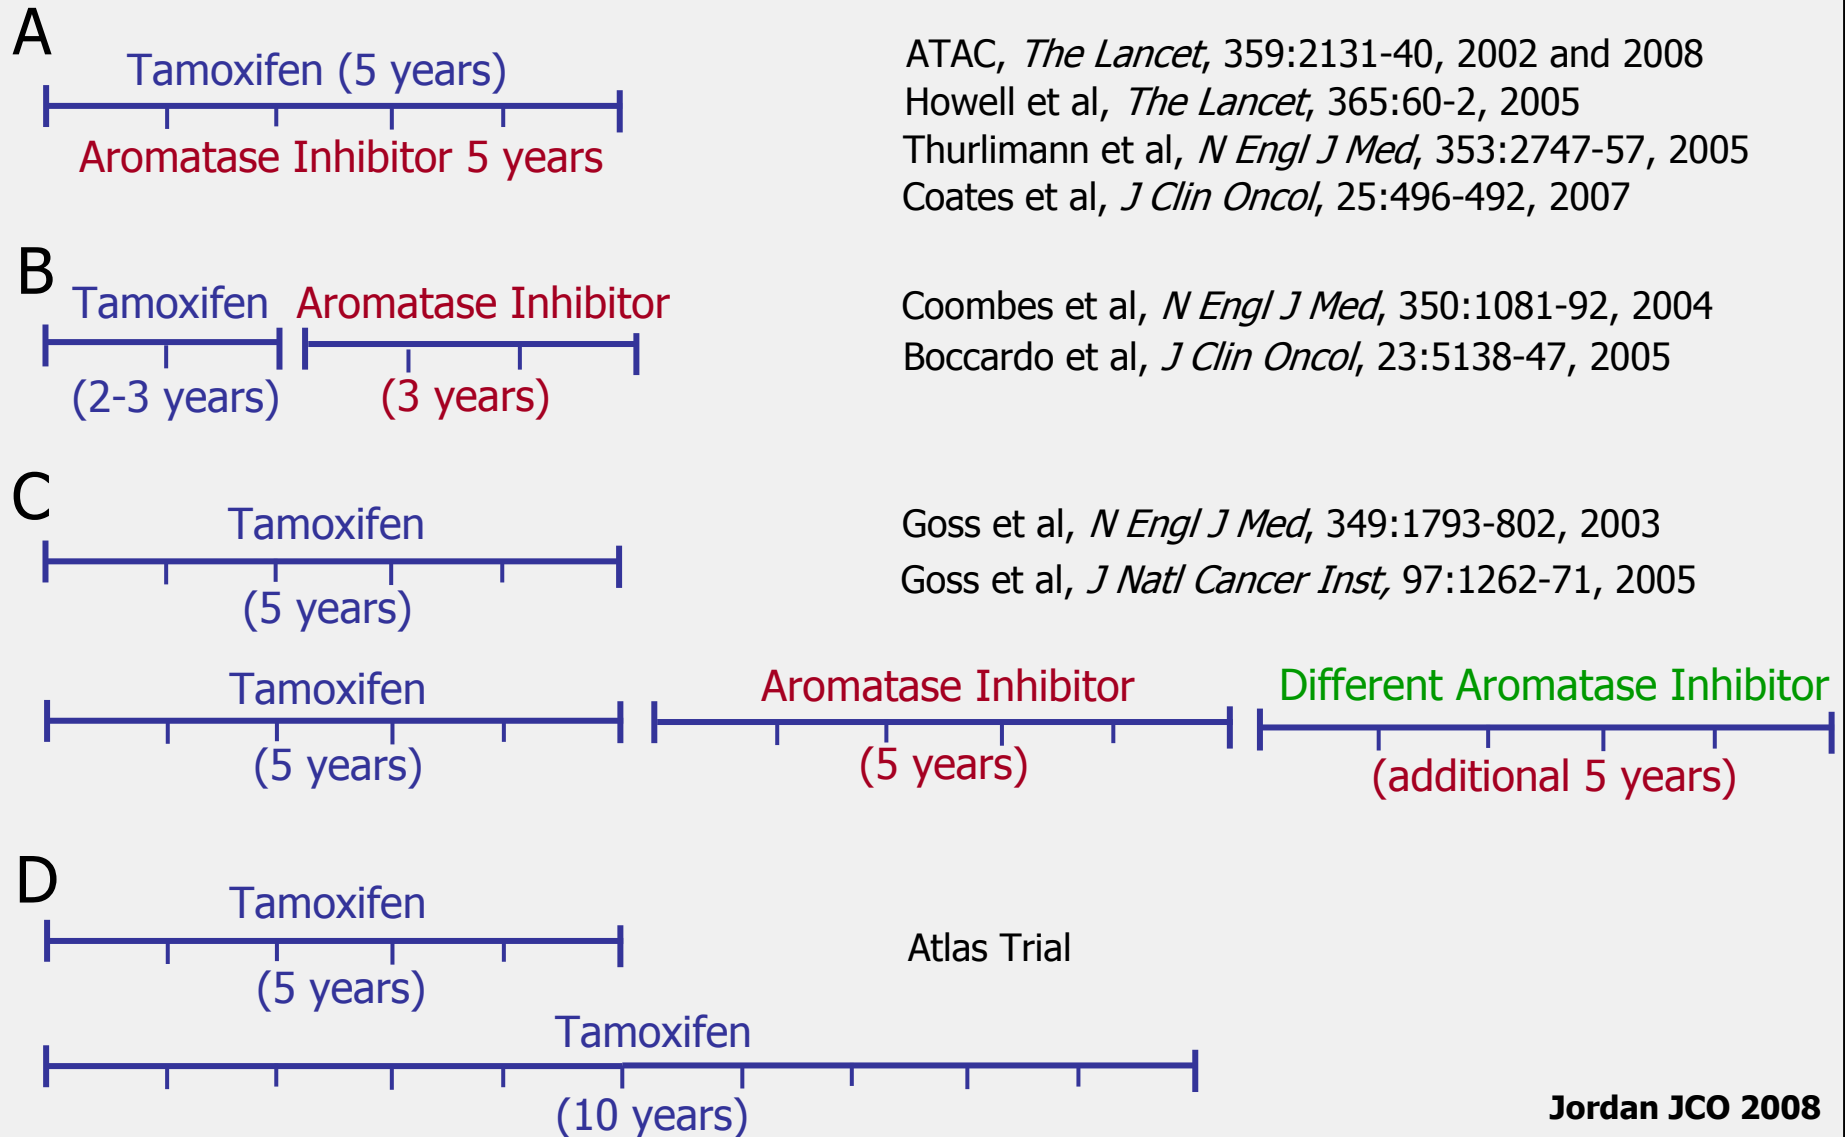 A
Tamoxifen (5 years)
Aromatase Inhibitor 5 years
ATAC, The Lancet, 359:2131-40, 2002 and 2008
Howell et al, The Lancet, 365:60-2, 2005
Thurlimann et al, N Engl J Med, 353:2747-57, 2005
Coates et al, J Clin Oncol, 25:496-492, 2007
B
Tamoxifen
Aromatase Inhibitor
(2-3 years)
(3 years)
Coombes et al, N Engl J Med, 350:1081-92, 2004
Boccardo et al, J Clin Oncol, 23:5138-47, 2005
C
Tamoxifen
(5 years)
Goss et al, N Engl J Med, 349:1793-802, 2003
Goss et al, J Natl Cancer Inst, 97:1262-71, 2005
Tamoxifen
(5 years)
Aromatase Inhibitor
(5 years)
Different Aromatase Inhibitor
(additional 5 years)
D
Tamoxifen
(5 years)
Atlas Trial
Tamoxifen
(10 years)
Jordan JCO 2008